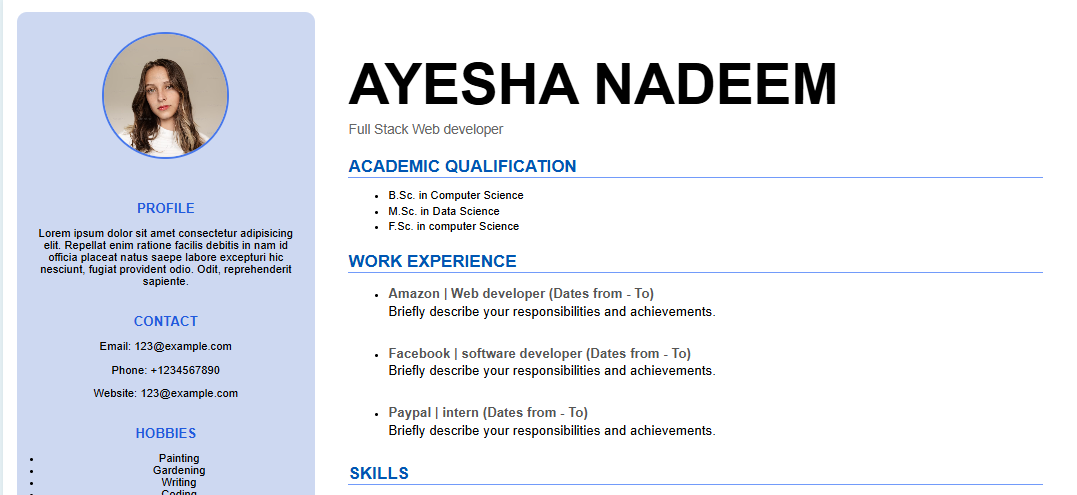 PROFILE
Lorem ipsum dolor sit amet consectetur adipisicing
elit. Repellat enim ratione facilis debitis in nam id
officia placeat natus saepe labore excepturi hic
nesciunt, fugiat provident odio. Odit, reprehenderit
sapiente.
CONTACT
Email: 123@example.com
Phone: +1234567890
Website: 123@example.com
HOBBIES
Painting
Gardening
Writing
Coding
AYESHA NADEEM
Full Stack Web developer
ACADEMIC QUALIFICATION
B.Sc. in Computer Science
M.Sc. in Data Science
F.Sc. in computer Science
WORK EXPERIENCE
Amazon | Web developer (Dates from - To)
Briefly describe your responsibilities and achievements.
Facebook | software developer (Dates from - To)
Briefly describe your responsibilities and achievements.
Paypal | intern (Dates from - To)
Briefly describe your responsibilities and achievements.
SKILLS